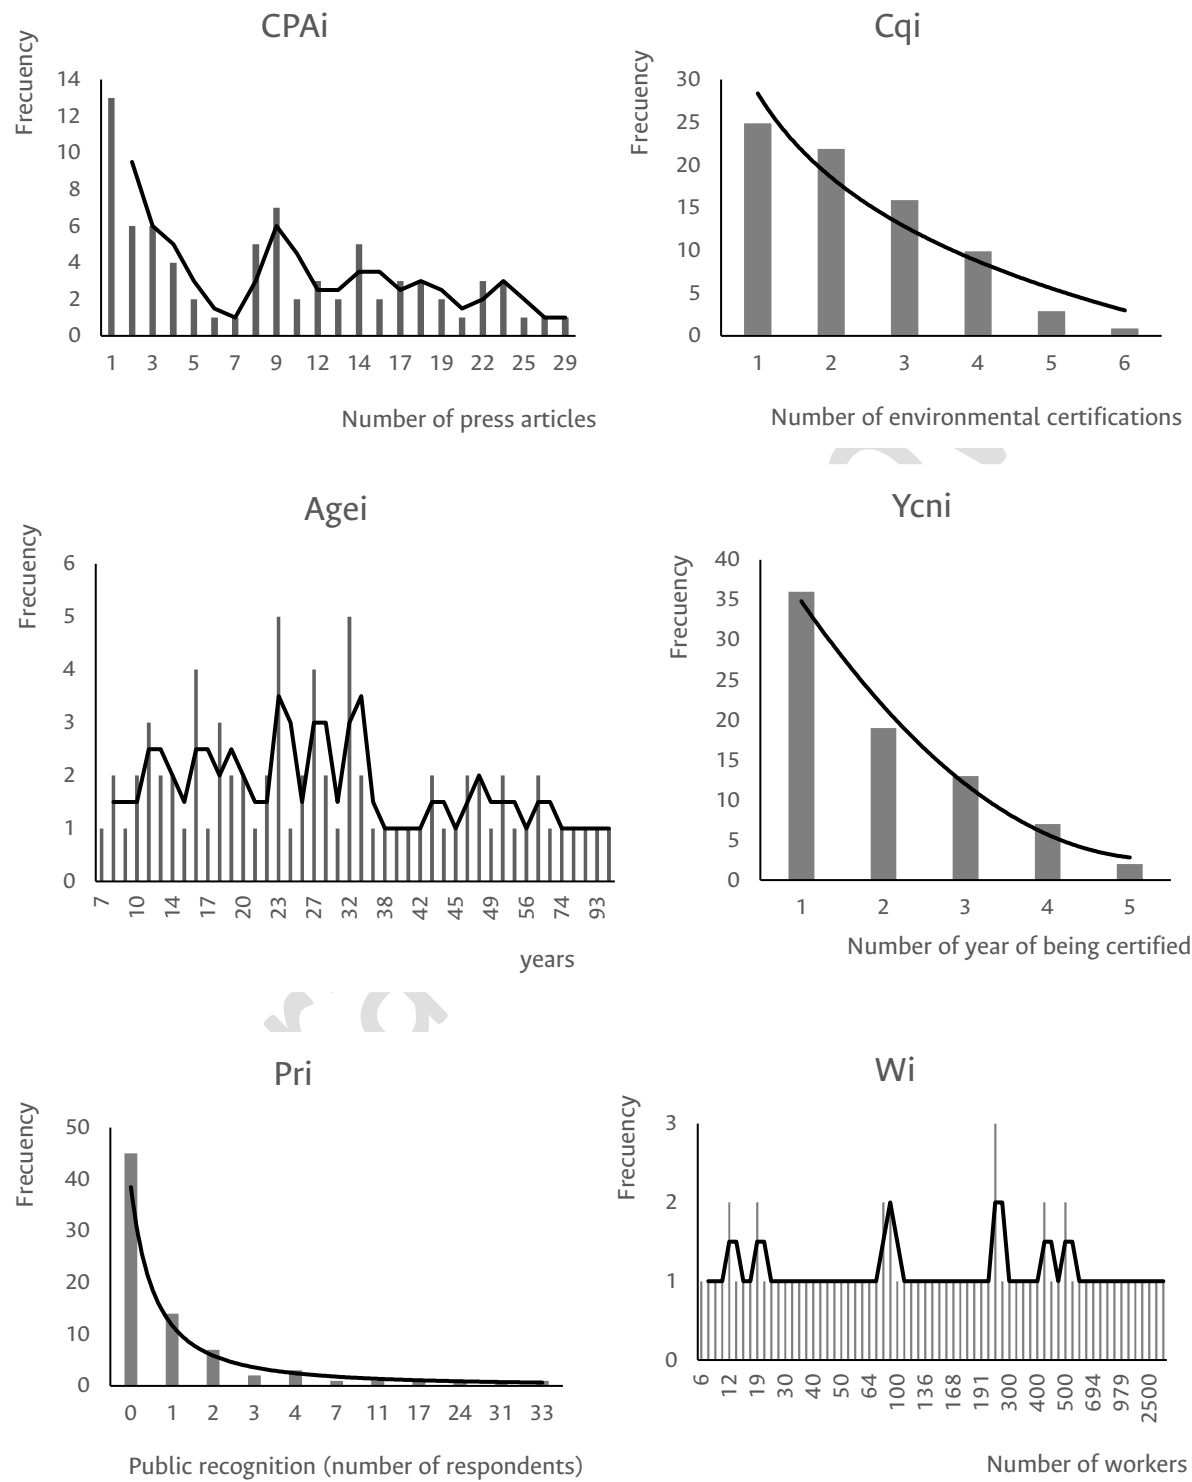 CPAi
Frecuency
14
12
10
8
6
4
2
0
1 3 5 7 9 12 14 17 19 22 25 29
Number of press articles
Cqi
Frecuency
30
25
20
15
10
5
0
1 2 3 4 5 6
Number of environmental certifications
Agei
Frecuency
6
5
4
3
2
1
0
7 10 14 17 20 23 27 32 38 42 45 49 56 74 93
years
Ycni
Frecuency
40
35
30
25
20
15
10
5
0
1 2 3 4 5
Number of year of being certified
Pri
Frecuency
50
40
30
20
10
0
0 1 2 3 4 7 11 17 24 31 33
Public recognition (number of respondents)
Wi
Frecuency
3
2
1
0
6 12 19 30 40 50 64 100 136 168 191 300 400 500 694 979 2500
Number of workers